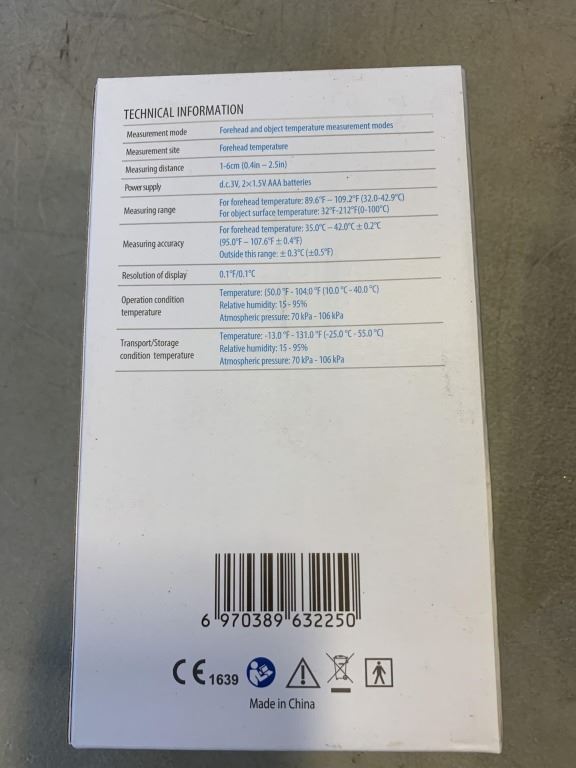 TECHNICAL INFORMATION
Measurement mode Forehead and object temperature measurement modes
Measurement site Forehead temperature
Measuring distance 1-6cm (0.4in – 2.5in)
Power supply d.c.3V, 2×1.5V AAA batteries
Measuring range For forehead temperature: 89.6°F – 109.2°F (32.0-42.9°C)
For object surface temperature: 32°F-212°F(0-100°C)
Measuring accuracy For forehead temperature: 35.0°C – 42.0°C ± 0.2°C
(95.0°F – 107.6°F ± 0.4°F)
Outside this range: ± 0.3°C (±0.5°F)
Resolution of display 0.1°F/0.1°C
Operation condition temperature Temperature: (50.0 °F - 104.0 °F (10.0 °C - 40.0 °C)
Relative humidity: 15 - 95%
Atmospheric pressure: 70 kPa - 106 kPa
Transport/Storage condition temperature Temperature: -13.0 °F - 131.0 °F (-25.0 °C - 55.0 °C)
Relative humidity: 15 - 95%
Atmospheric pressure: 70 kPa - 106 kPa
6 970389 632250
CE 1639
Made in China